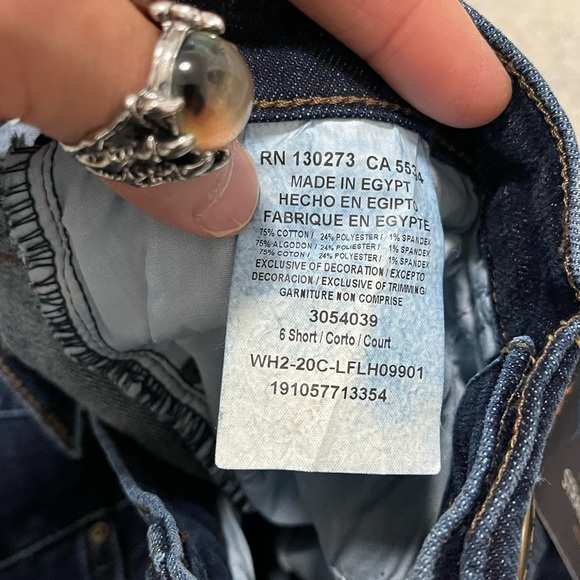 RN 130273 CA 5534
MADE IN EGYPT
HECHO EN EGIPTO
FABRIQUE EN EGYPTE
75% COTTON / 24% POLYESTER / 1% SPANDEX
75% ALGODON / 24% POLIESTER / 1% SPANDEX
75% COTON / 24% POLYESTER / 1% SPANDEX
EXCLUSIVE OF DECORATION / EXCEPTO
DECORACION / EXCLUSIVE OF TRIMMING
GARNITURE NON COMPRISE
3054039
6 Short / Corto / Court
WH2-20C-LFLH09901
191057713354